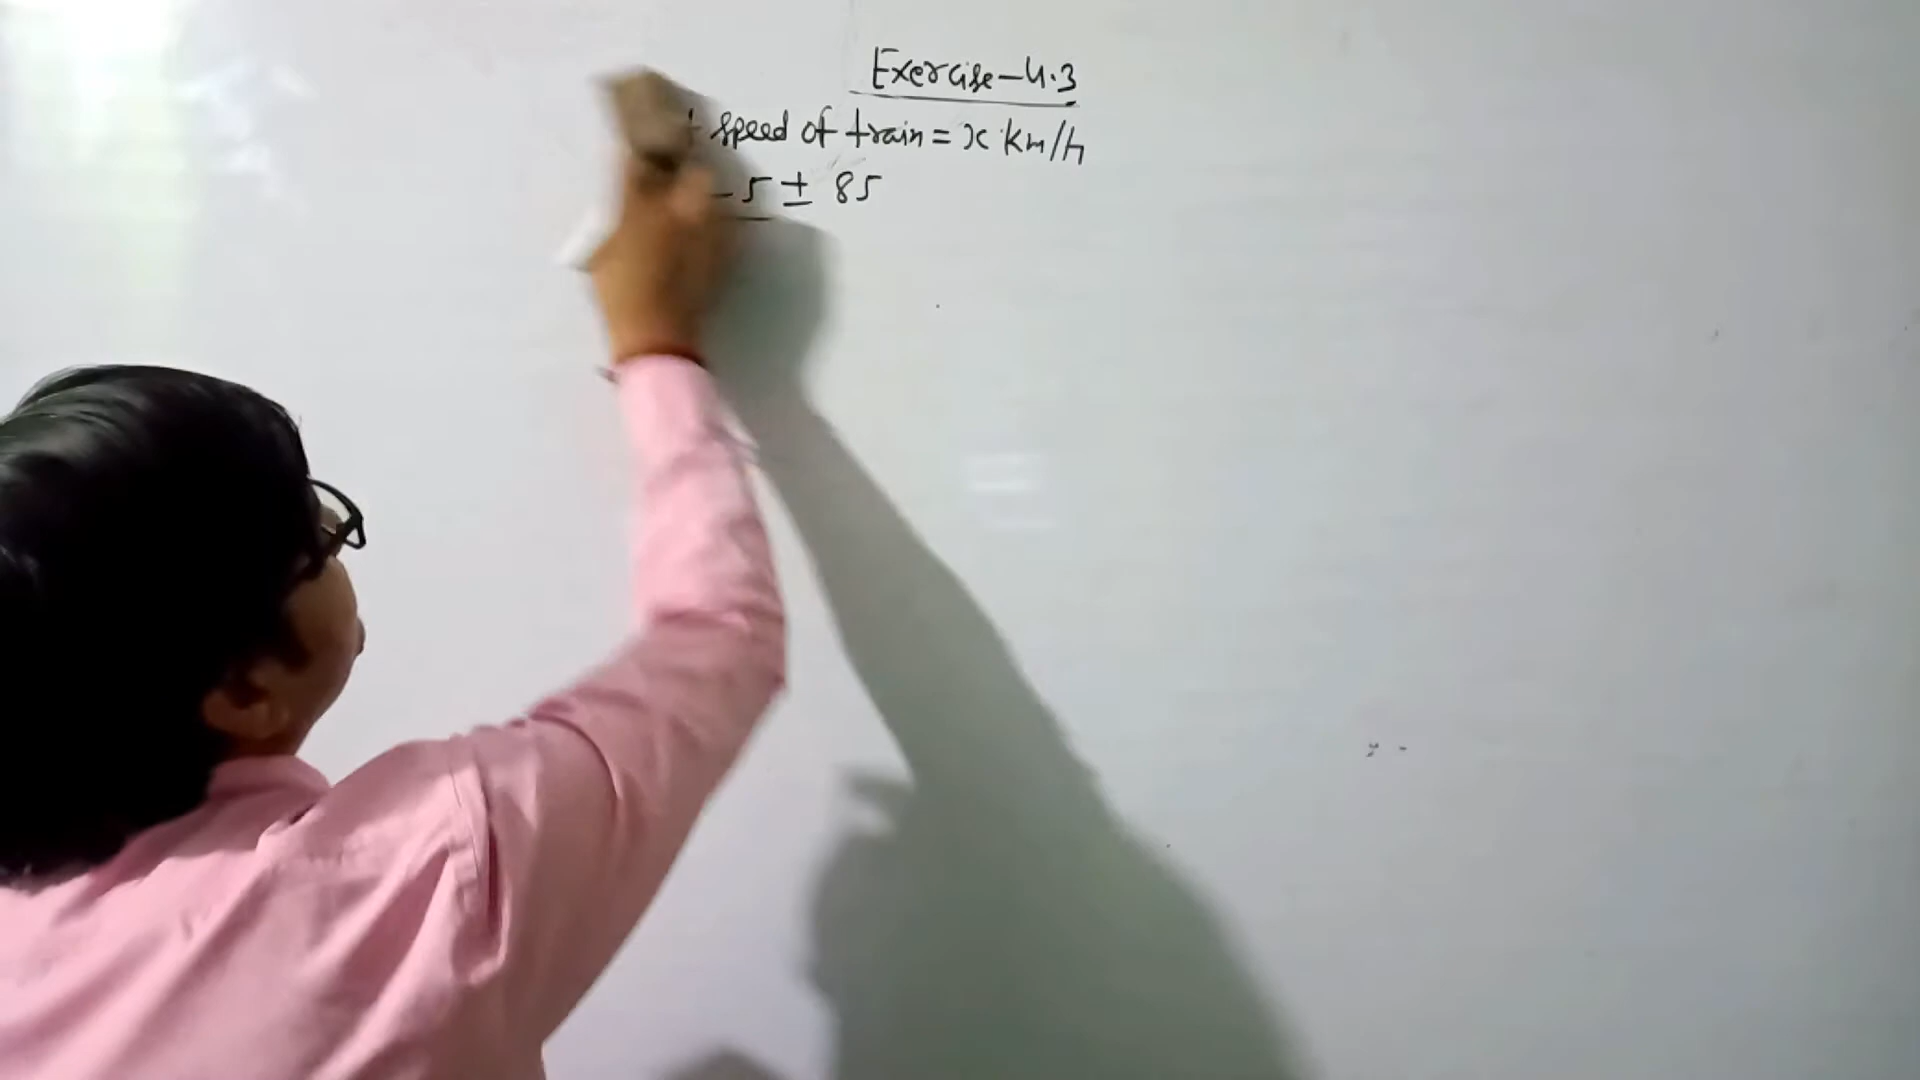 Exercise-4.3
speed of train = x km/h
-5 ± 85